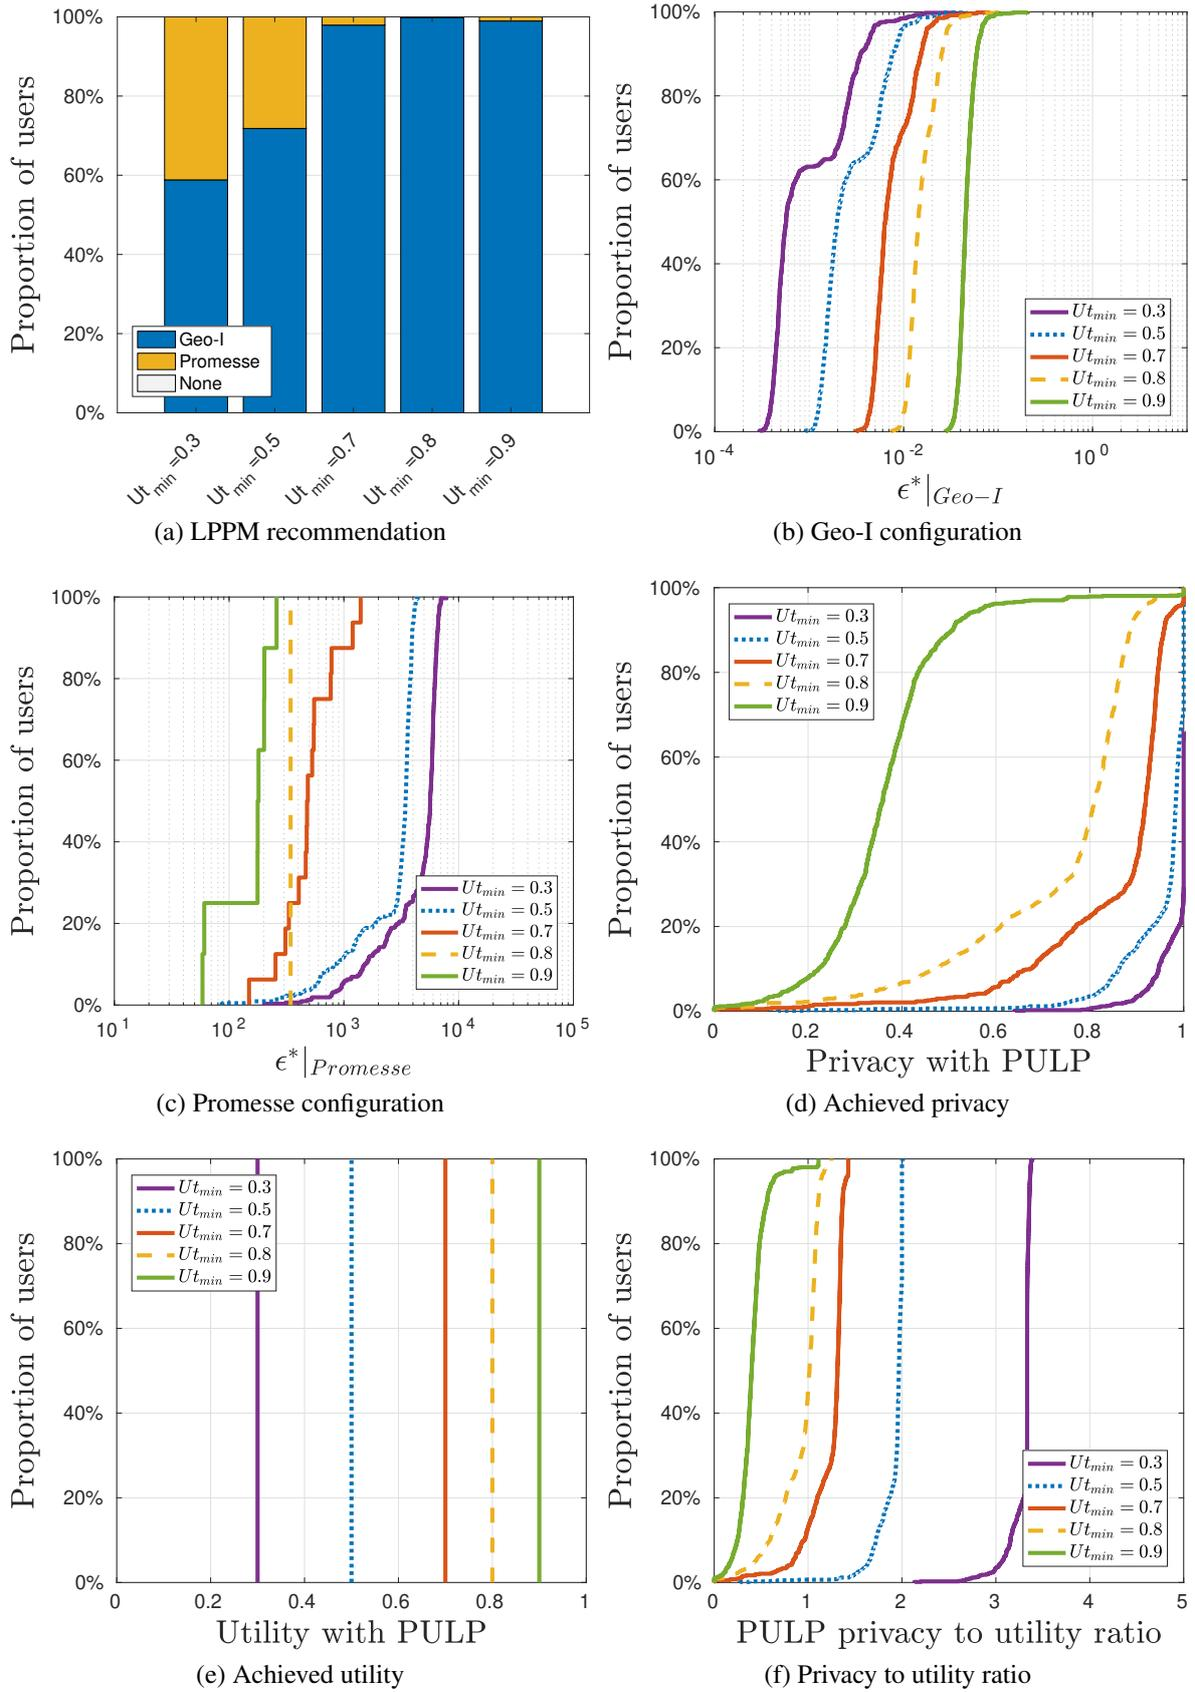 Proportion of users
100%
80%
60%
40%
20%
0%
Geo-I
Promesse
None
Ut min =0.3
Ut min =0.5
Ut min =0.7
Ut min =0.8
Ut min =0.9
(a) LPPM recommendation
Proportion of users
100%
80%
60%
40%
20%
0%
Ut_min = 0.3
Ut_min = 0.5
Ut_min = 0.7
Ut_min = 0.8
Ut_min = 0.9
10^-4 10^-2 10^0
ϵ*|Geo−I
(b) Geo-I configuration
Proportion of users
100%
80%
60%
40%
20%
0%
Ut_min = 0.3
Ut_min = 0.5
Ut_min = 0.7
Ut_min = 0.8
Ut_min = 0.9
10^1 10^2 10^3 10^4 10^5
ϵ*|Promesse
(c) Promesse configuration
Proportion of users
100%
80%
60%
40%
20%
0%
Ut_min = 0.3
Ut_min = 0.5
Ut_min = 0.7
Ut_min = 0.8
Ut_min = 0.9
0 0.2 0.4 0.6 0.8 1
Privacy with PULP
(d) Achieved privacy
Proportion of users
100%
80%
60%
40%
20%
0%
Ut_min = 0.3
Ut_min = 0.5
Ut_min = 0.7
Ut_min = 0.8
Ut_min = 0.9
0 0.2 0.4 0.6 0.8 1
Utility with PULP
(e) Achieved utility
Proportion of users
100%
80%
60%
40%
20%
0%
Ut_min = 0.3
Ut_min = 0.5
Ut_min = 0.7
Ut_min = 0.8
Ut_min = 0.9
0 1 2 3 4 5
PULP privacy to utility ratio
(f) Privacy to utility ratio